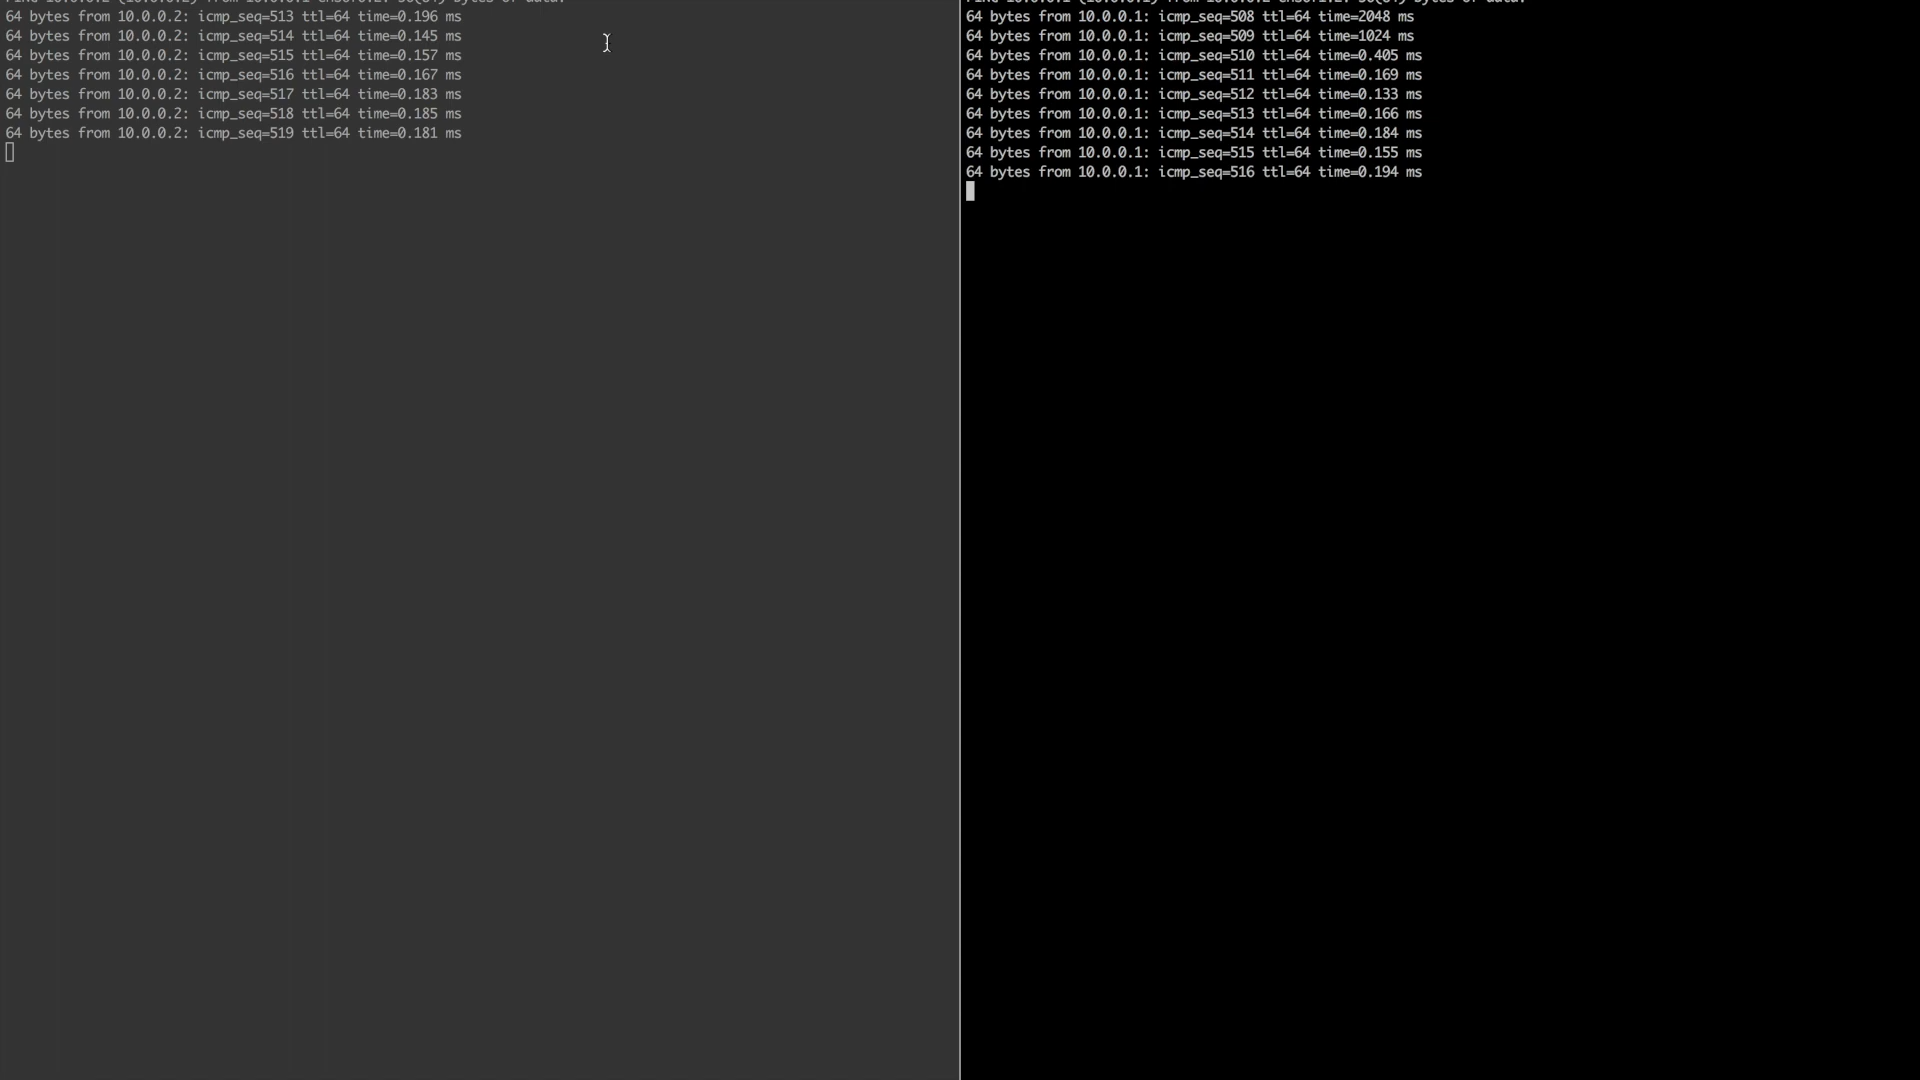 64 bytes from 10.0.0.2: icmp_seq=513 ttl=64 time=0.196 ms
64 bytes from 10.0.0.2: icmp_seq=514 ttl=64 time=0.145 ms
64 bytes from 10.0.0.2: icmp_seq=515 ttl=64 time=0.157 ms
64 bytes from 10.0.0.2: icmp_seq=516 ttl=64 time=0.167 ms
64 bytes from 10.0.0.2: icmp_seq=517 ttl=64 time=0.183 ms
64 bytes from 10.0.0.2: icmp_seq=518 ttl=64 time=0.185 ms
64 bytes from 10.0.0.2: icmp_seq=519 ttl=64 time=0.181 ms
64 bytes from 10.0.0.1: icmp_seq=508 ttl=64 time=2048 ms
64 bytes from 10.0.0.1: icmp_seq=509 ttl=64 time=1024 ms
64 bytes from 10.0.0.1: icmp_seq=510 ttl=64 time=0.405 ms
64 bytes from 10.0.0.1: icmp_seq=511 ttl=64 time=0.169 ms
64 bytes from 10.0.0.1: icmp_seq=512 ttl=64 time=0.133 ms
64 bytes from 10.0.0.1: icmp_seq=513 ttl=64 time=0.166 ms
64 bytes from 10.0.0.1: icmp_seq=514 ttl=64 time=0.184 ms
64 bytes from 10.0.0.1: icmp_seq=515 ttl=64 time=0.155 ms
64 bytes from 10.0.0.1: icmp_seq=516 ttl=64 time=0.194 ms